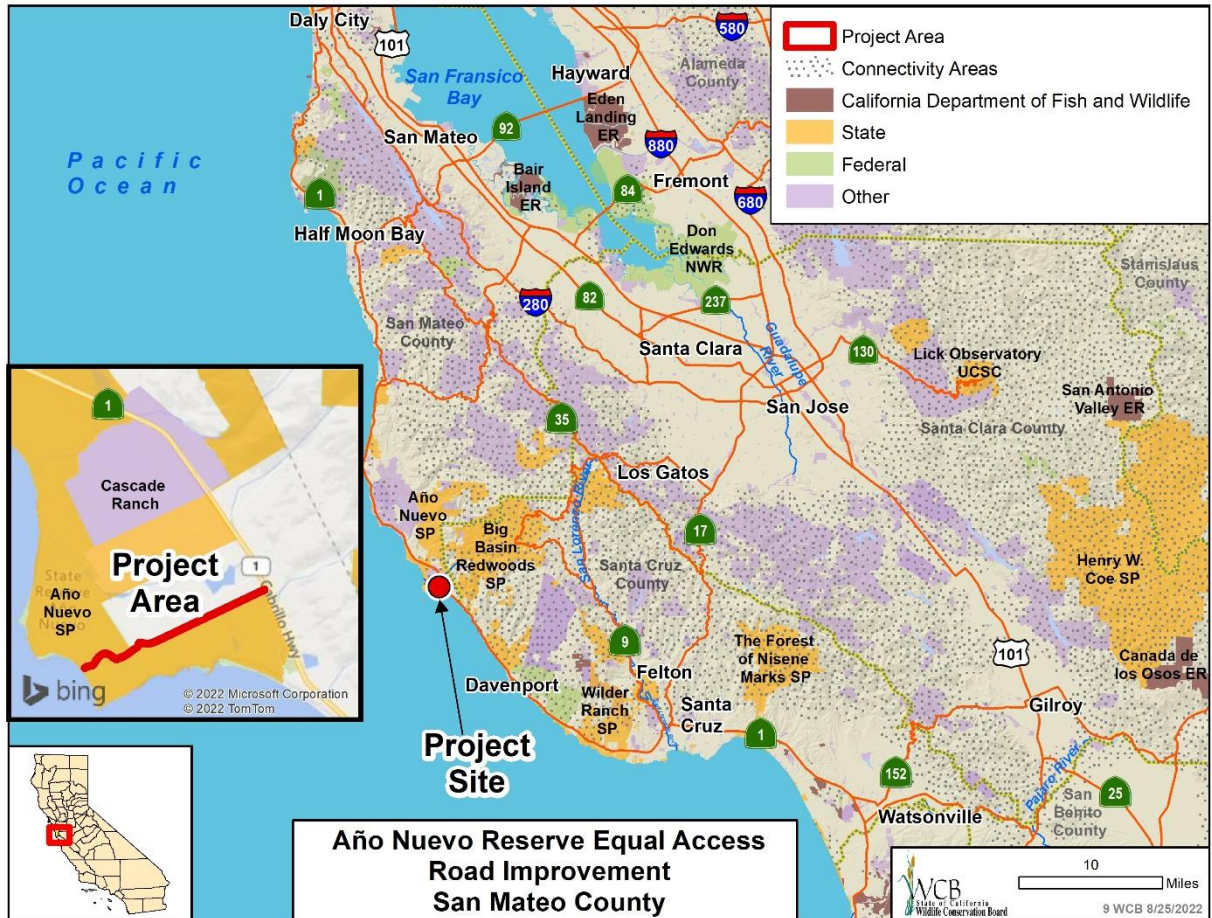 Daly City
101
San Fransico
Bay
Hayward
Eden
Landing
ER
580
Alameda
County
Pacific
Ocean
San Mateo
92
880
Bair
Island
ER
84
Fremont
680
1
Half Moon Bay
Don
Edwards
NWR
280
82
237
San Mateo
County
Santa Clara
Guadalupe
River
130
Lick Observatory
UCSC
Stanislaus
County
San Antonio
Valley ER
Santa Clara County
San Jose
35
Los Gatos
17
Año
Nuevo
SP
Big
Basin
Redwoods
SP
San Lorenzo River
Santa Cruz
County
Henry W.
Coe SP
9
Felton
The Forest
of Nisene
Marks SP
101
Canada de
los Osos ER
Davenport
Wilder
Ranch
SP
Santa
Cruz
1
Gilroy
152
Pajaro River
San
Benito
County
25
Watsonville
Project
Site
Project Area
Connectivity Areas
California Department of Fish and Wildlife
State
Federal
Other
1
Cascade
Ranch
Project
Area
1
Cabrillo Hwy
Año
Nuevo
SP
bing
© 2022 Microsoft Corporation
© 2022 TomTom
Año Nuevo Reserve Equal Access
Road Improvement
San Mateo County
WCB
State of California
Wildlife Conservation Board
10
Miles
9 WCB 8/25/2022